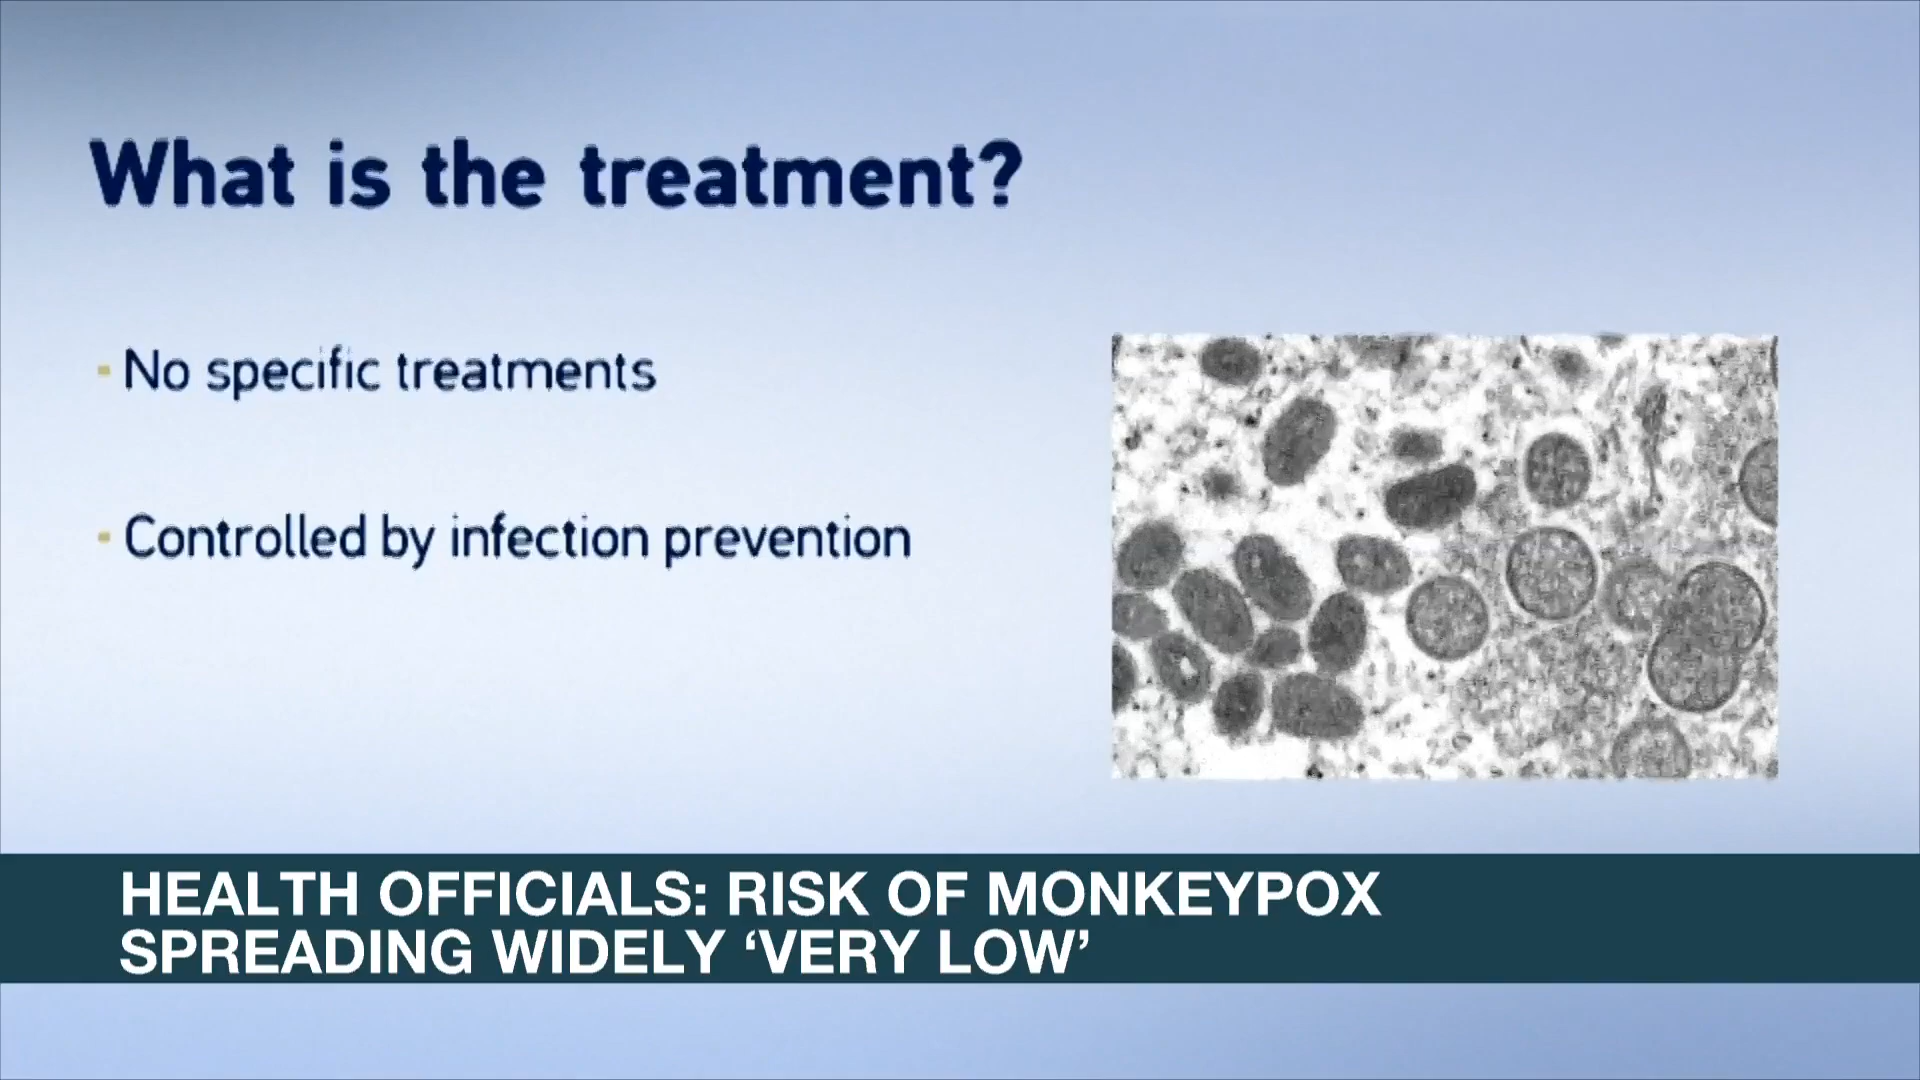 What is the treatment?
- No specific treatments
- Controlled by infection prevention
HEALTH OFFICIALS: RISK OF MONKEYPOX
SPREADING WIDELY ‘VERY LOW’